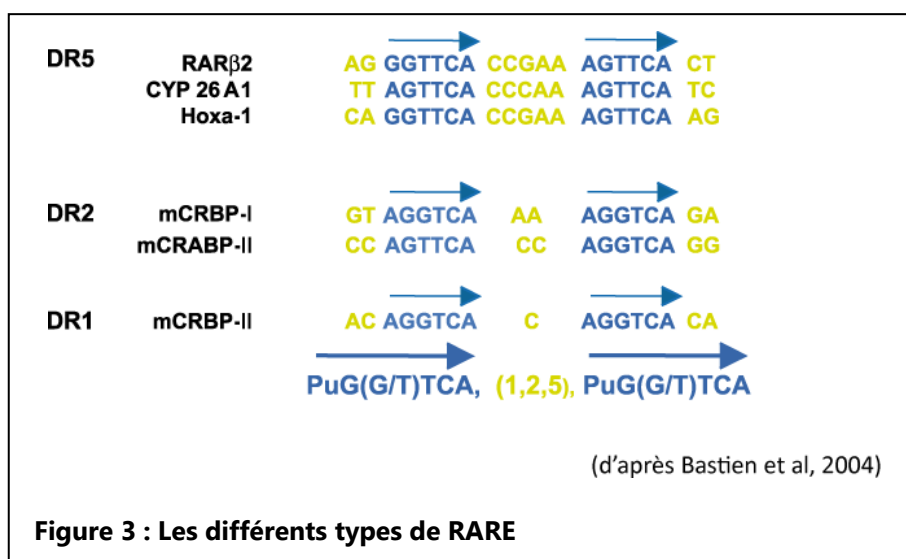 DR5 RARβ2 AG GGTTCA CCGAA AGTTCA CT
CYP 26 A1 TT AGTTCA CCCAA AGTTCA TC
Hoxa-1 CA GGTTCA CCGAA AGTTCA AG
DR2 mCRBP-I GT AGGTCA AA AGGTCA GA
mCRABP-II CC AGTTCA CC AGGTCA GG
DR1 mCRBP-II AC AGGTCA C AGGTCA CA
PuG(G/T)TCA, (1,2,5), PuG(G/T)TCA
(d'après Bastien et al, 2004)
Figure 3 : Les différents types de RARE